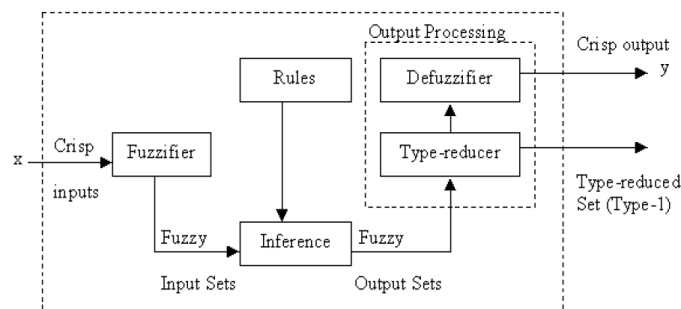 Output Processing
Crisp output
y
Rules
Defuzzifier
x
Crisp
inputs
Fuzzifier
Type-reducer
Type-reduced
Set (Type-1)
Fuzzy
Input Sets
Inference
Fuzzy
Output Sets